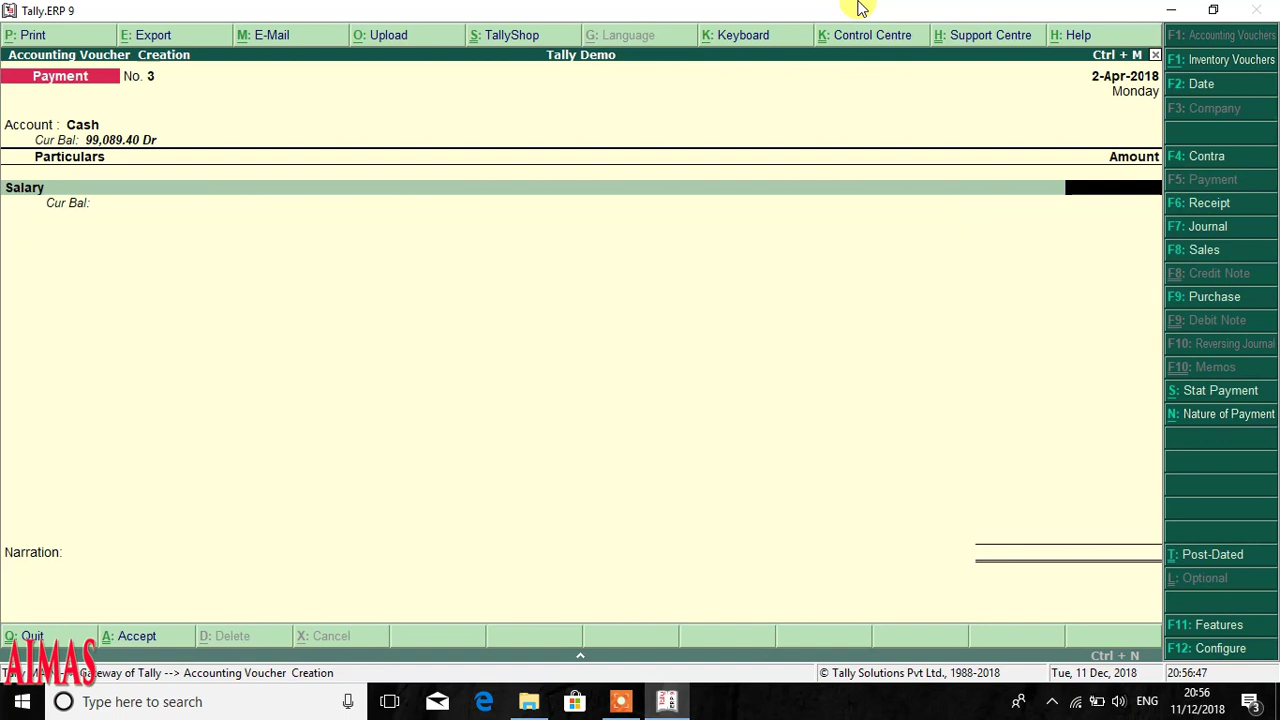 Tally.ERP 9
P: Print E: Export M: E-Mail O: Upload S: TallyShop G: Language K: Keyboard K: Control Centre H: Support Centre H: Help F1: Accounting Vouchers
Accounting Voucher Creation Tally Demo Ctrl + M
F1: Inventory Vouchers
Payment No. 3 2-Apr-2018
Monday
F2: Date
F3: Company
Account : Cash
Cur Bal: 99,089.40 Dr
Particulars Amount
F4: Contra
F5: Payment
Salary
Cur Bal:
F6: Receipt
F7: Journal
F8: Sales
F8: Credit Note
F9: Purchase
F9: Debit Note
F10: Reversing Journal
F10: Memos
S: Stat Payment
N: Nature of Payment
Narration:
T: Post-Dated
L: Optional
F11: Features
Q: Quit A: Accept D: Delete X: Cancel
F12: Configure
Ctrl + N
AIMAS
Gateway of Tally --> Accounting Voucher Creation © Tally Solutions Pvt Ltd., 1988-2018 Tue, 11 Dec, 2018 20:56:47
Type here to search ENG 20:56
11/12/2018
3